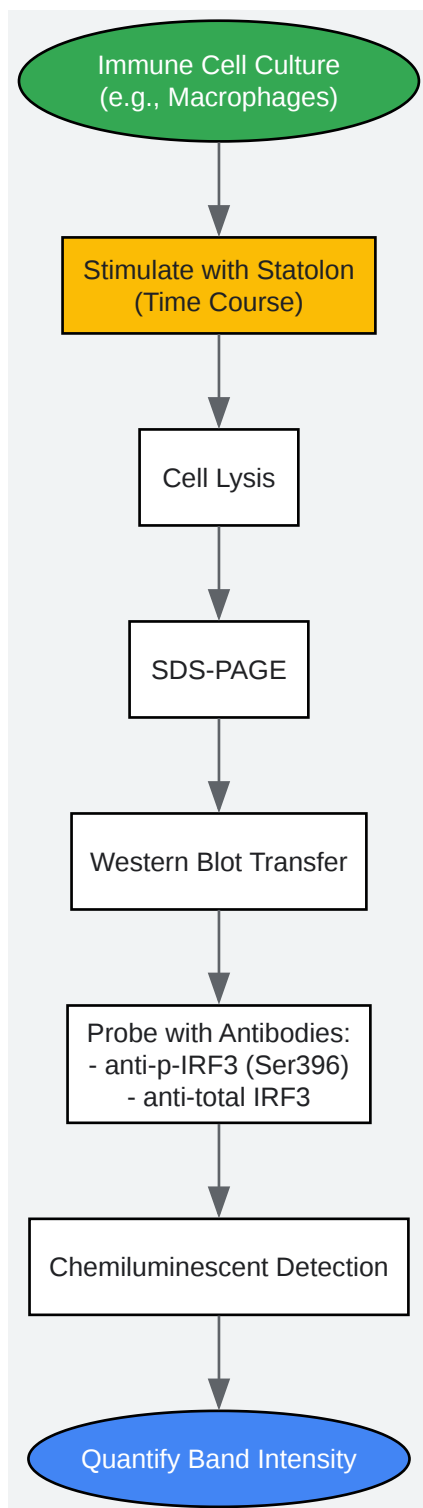 Immune Cell Culture
(e.g., Macrophages)
Stimulate with Statolon
(Time Course)
Cell Lysis
SDS-PAGE
Western Blot Transfer
Probe with Antibodies:
- anti-p-IRF3 (Ser396)
- anti-total IRF3
Chemiluminescent Detection
Quantify Band Intensity